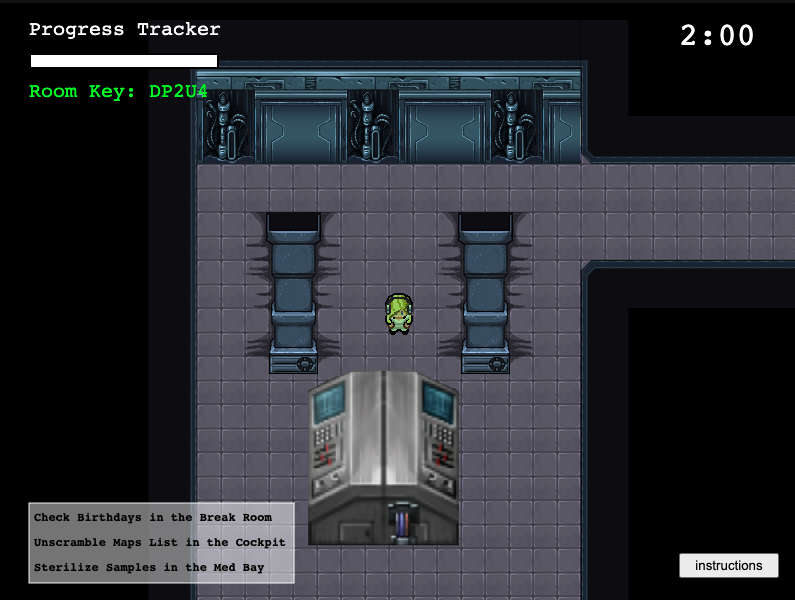 Progress Tracker
2:00
Room Key: DP2U4
Check Birthdays in the Break Room
Unscramble Maps List in the Cockpit
Sterilize Samples in the Med Bay
instructions